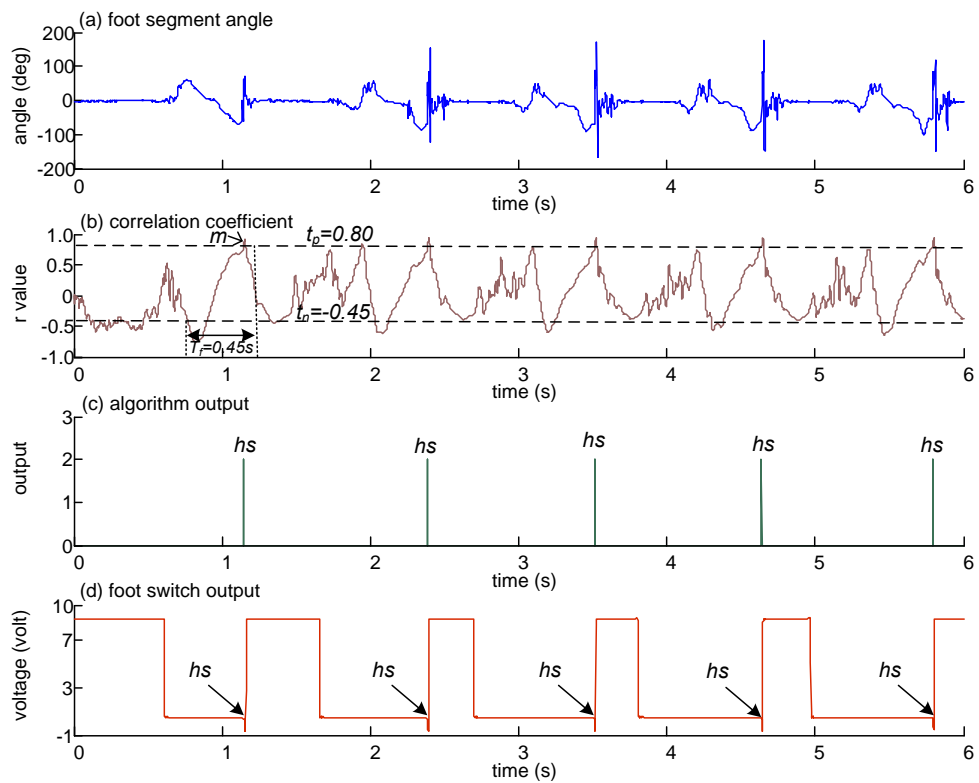 (a) foot segment angle
angle (deg)
200
100
0
-100
-200
0 1 2 3 4 5 6
time (s)
(b) correlation coefficient
r value
1.0
0.5
0
-0.5
-1.0
m
t_p=0.80
t_n=-0.45
T_f=0.45s
0 1 2 3 4 5 6
time (s)
(c) algorithm output
output
3
2
1
0
hs hs hs hs hs
0 1 2 3 4 5 6
time (s)
(d) foot switch output
voltage (volt)
10
7
3
-1
hs hs hs hs hs
0 1 2 3 4 5 6
time (s)